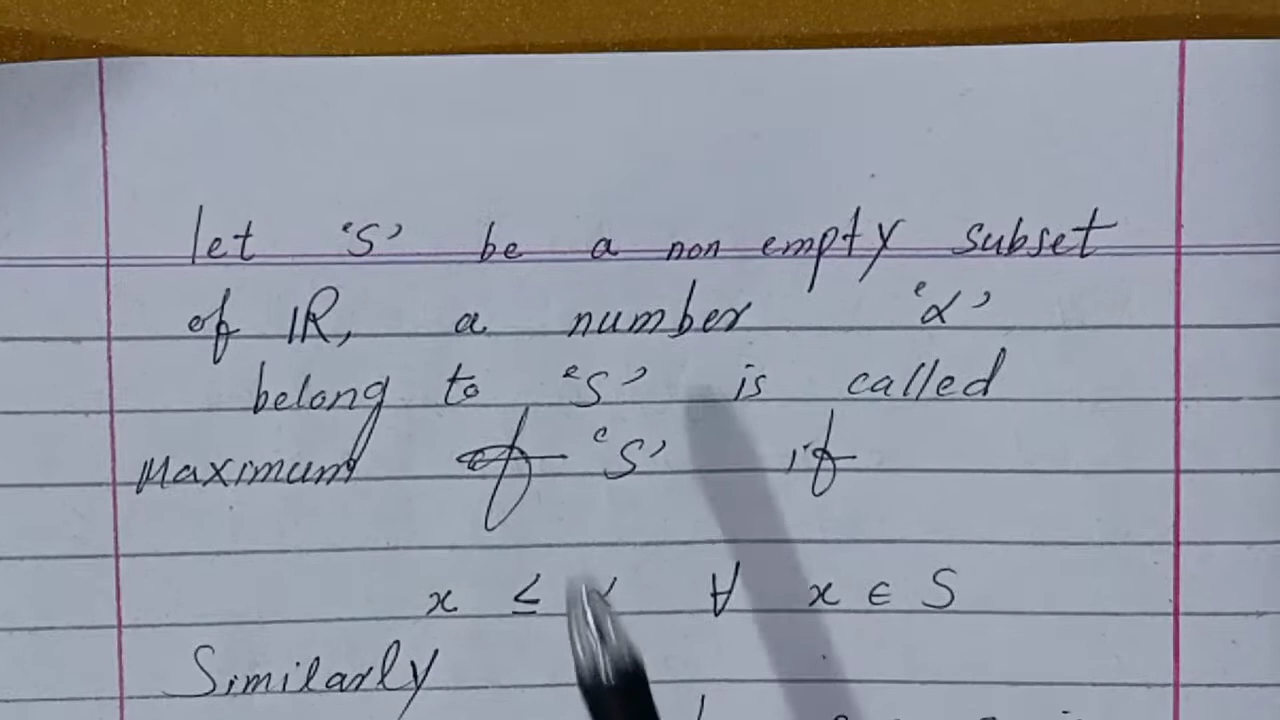 let 'S' be a non empty subset
of ℝ, a number 'α'
belong to 'S' is called
Maximum of 'S' if
x ≤ ∀ x ∈ S
Similarly